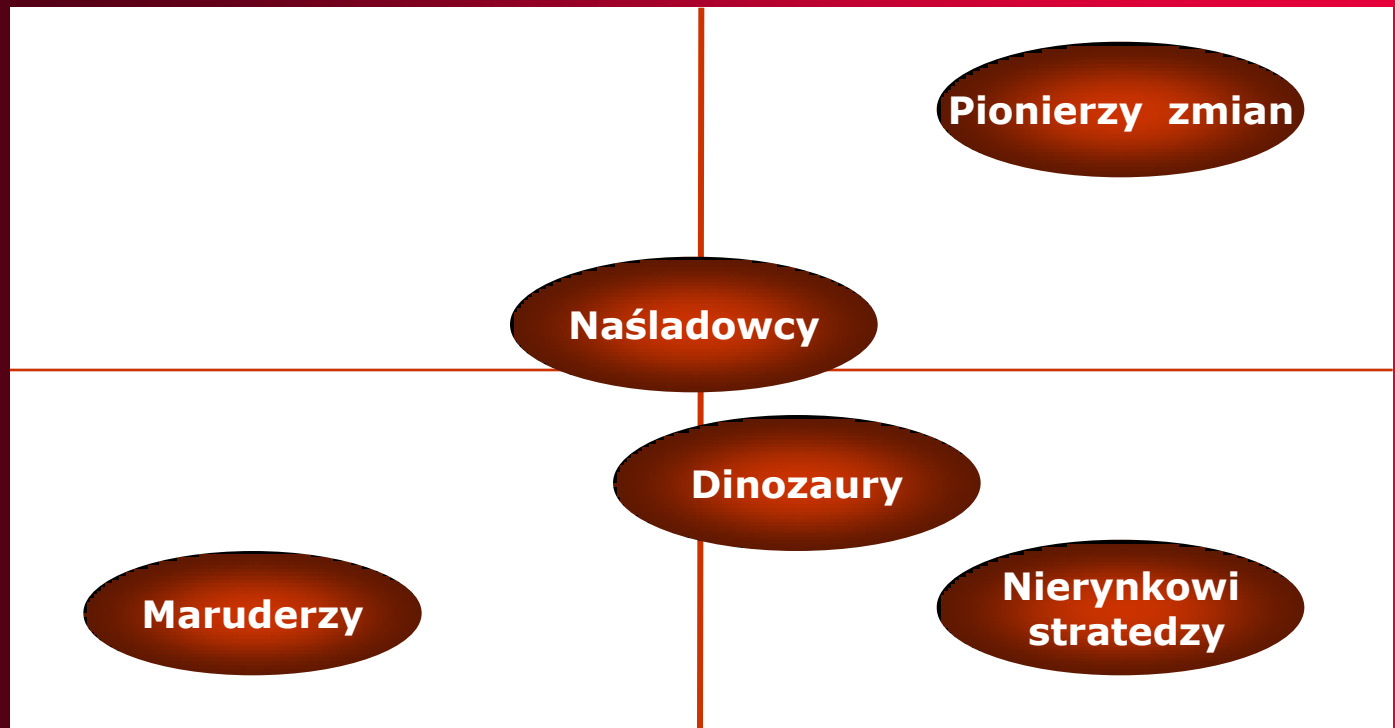 Pionierzy zmian
Naśladowcy
Dinozaury
Maruderzy
Nierynkowi
stratedzy